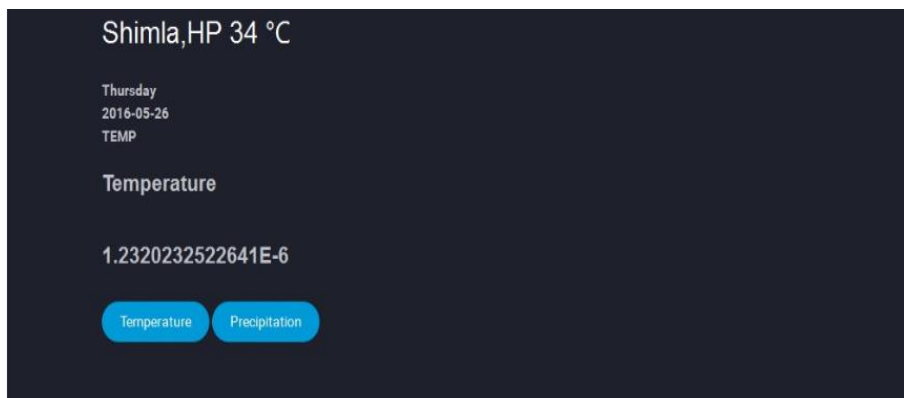 Shimla,HP 34 °C
Thursday
2016-05-26
TEMP
Temperature
1.2320232522641E-6
Temperature Precipitation